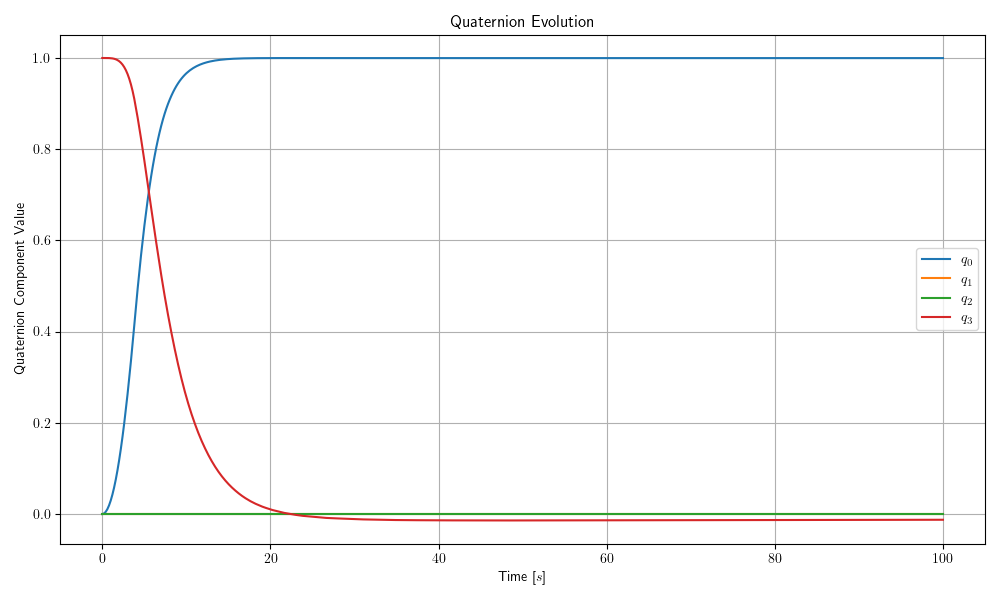 Quaternion Evolution
1.0
0.8
0.6
0.4
0.2
0.0
Quaternion Component Value
q₀
q₁
q₂
q₃
0 20 40 60 80 100
Time [s]